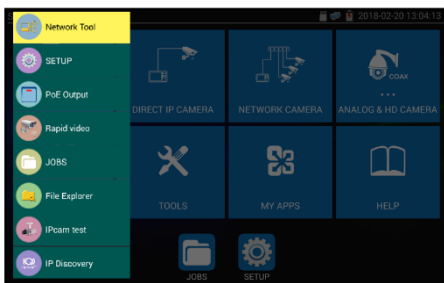 S
2018-02-20 13:04:13
Network Tool
SETUP
PoE Output
Rapid video
JOBS
File Explorer
IPcam test
IP Discovery
DIRECT IP CAMERA
NETWORK CAMERA
COAX
...
ANALOG & HD CAMERA
TOOLS
MY APPS
HELP
JOBS
SETUP